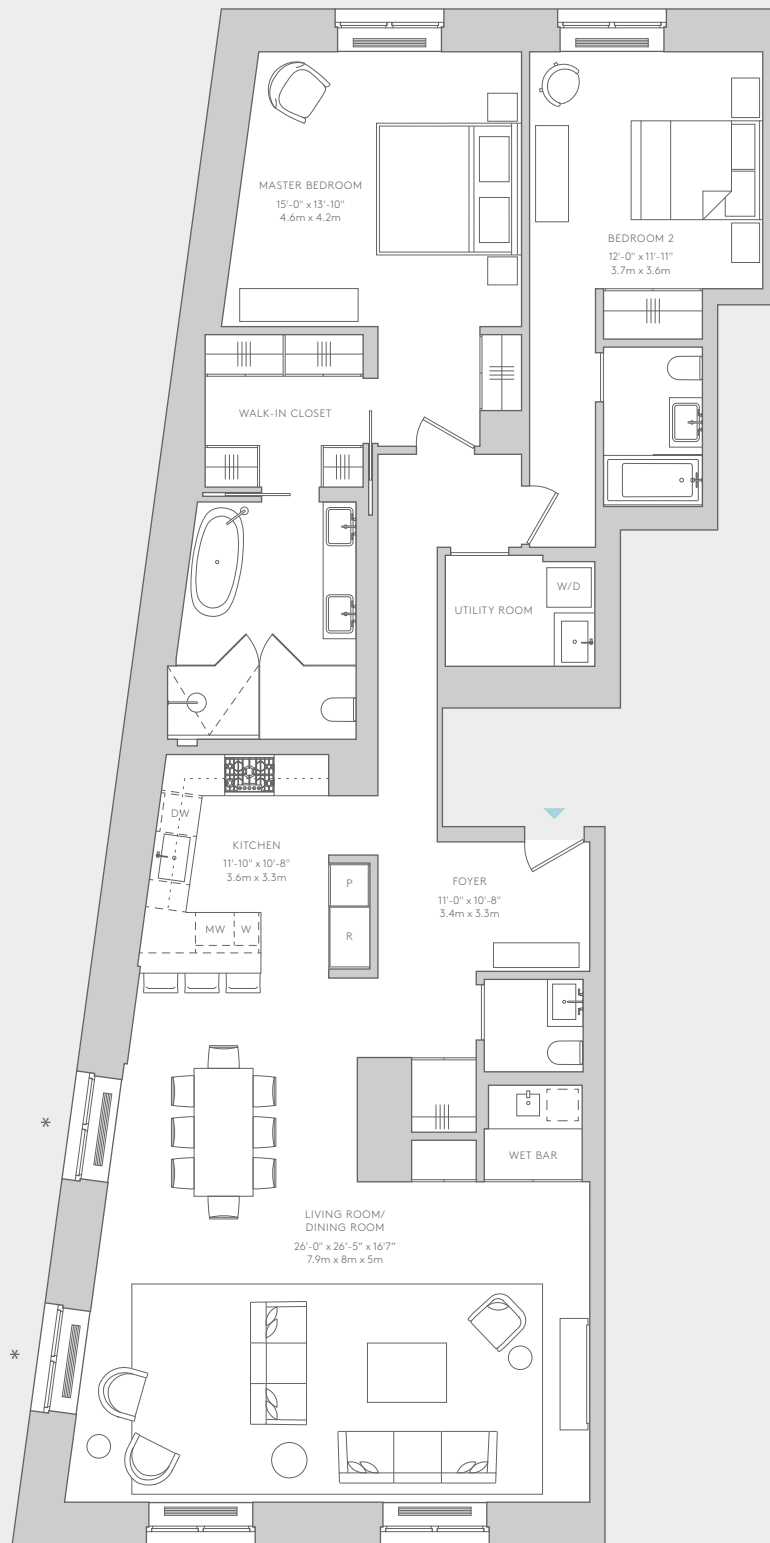 MASTER BEDROOM
15'-0" x 13'-10"
4.6m x 4.2m
BEDROOM 2
12'-0" x 11'-11"
3.7m x 3.6m
WALK-IN CLOSET
W/D
UTILITY ROOM
DW
KITCHEN
11'-10" x 10'-8"
3.6m x 3.3m
P
R
MW
W
FOYER
11'-0" x 10'-8"
3.4m x 3.3m
*
WET BAR
LIVING ROOM/
DINING ROOM
26'-0" x 26'-5" x 16'7"
7.9m x 8m x 5m
*